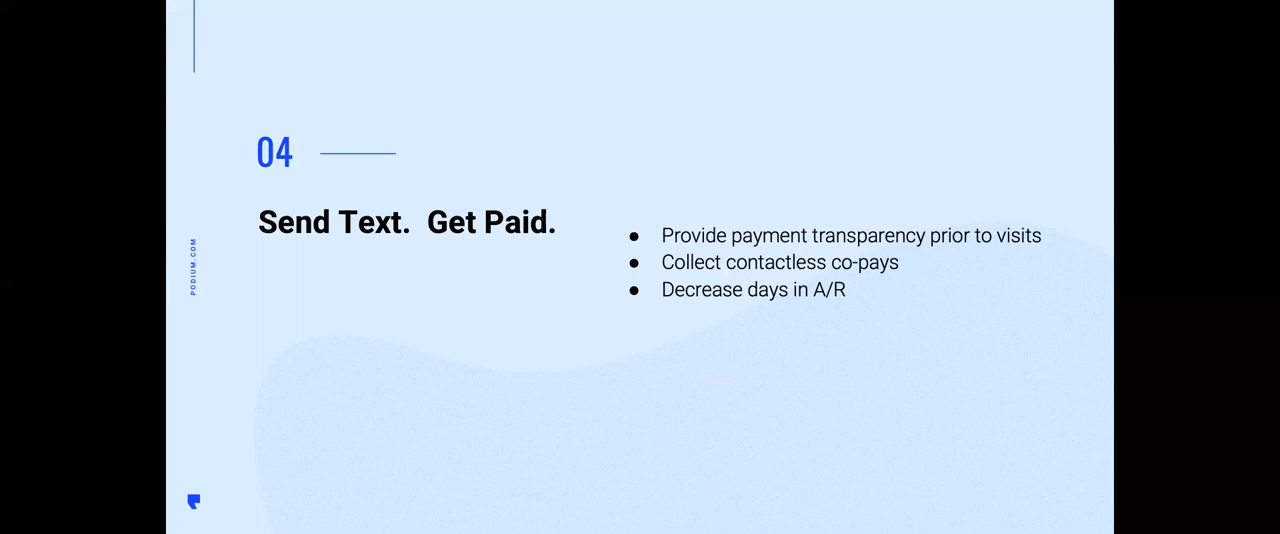 04
Send Text.  Get Paid.
● Provide payment transparency prior to visits
● Collect contactless co-pays
● Decrease days in A/R
PODIUM.COM